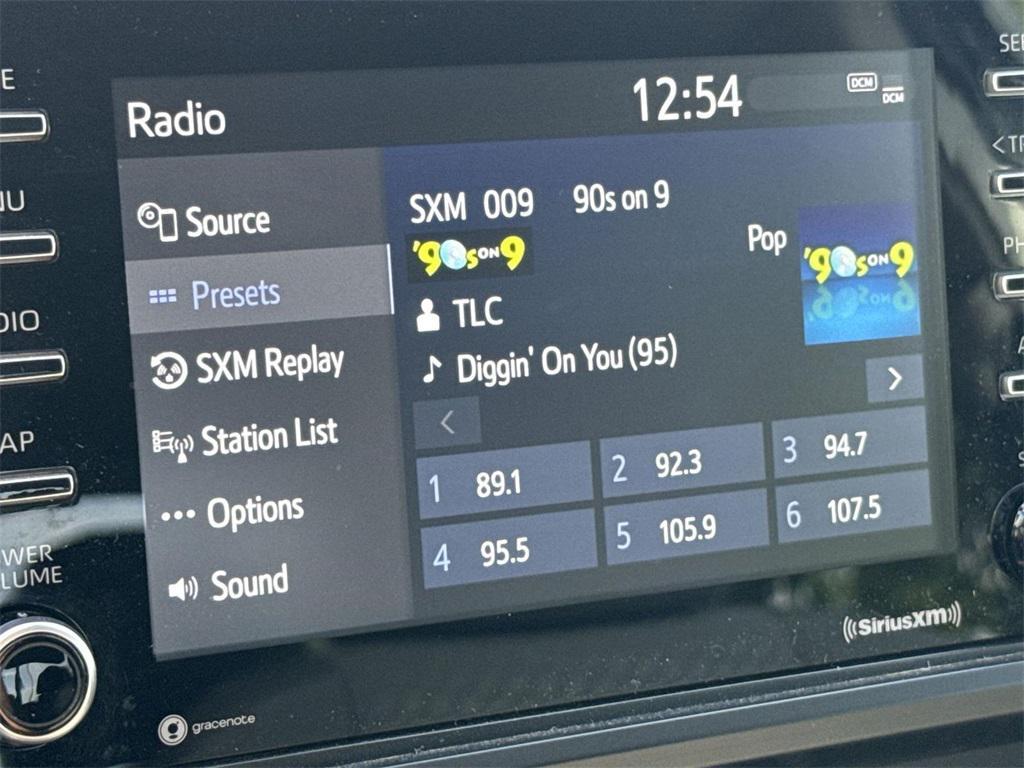 Radio
12:54
DCM
DCM
Source
Presets
SXM Replay
Station List
Options
Sound
SXM 009 90s on 9
'90s ON 9
Pop
'90s ON 9
TLC
Diggin' On You (95)
<
>
1 89.1
2 92.3
3 94.7
4 95.5
5 105.9
6 107.5
SiriusXM
gracenote